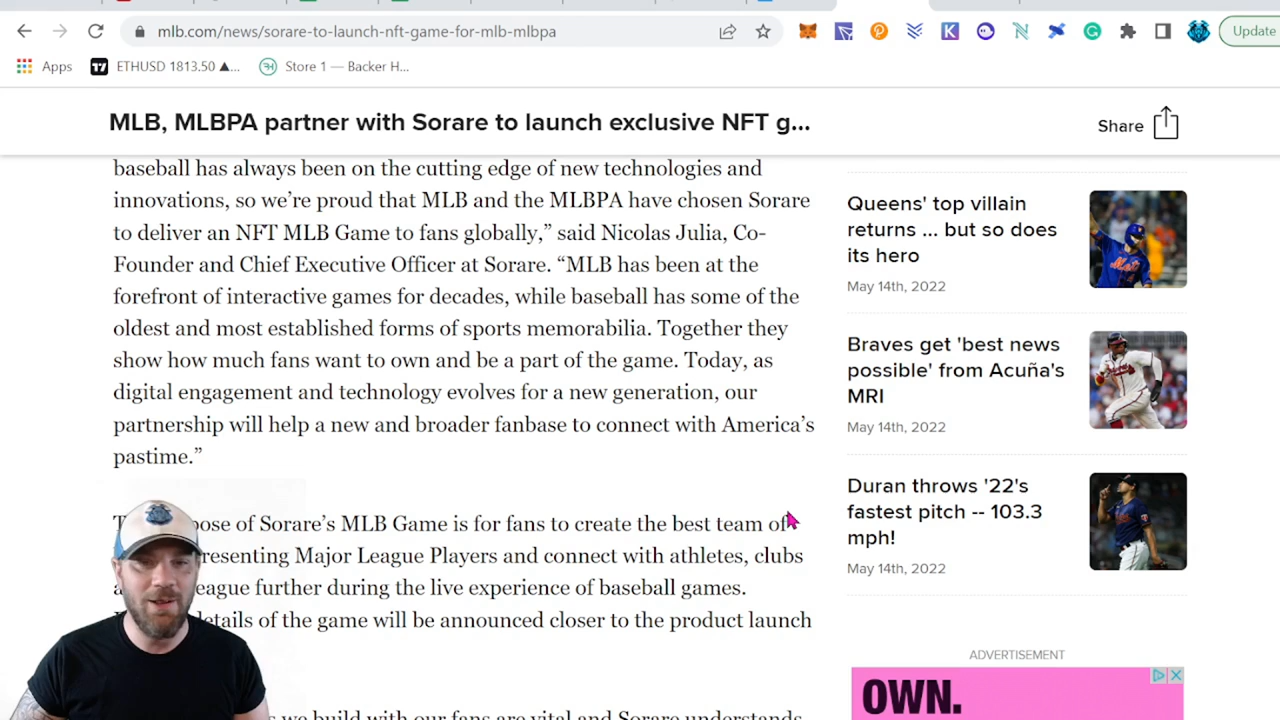 mlb.com/news/sorare-to-launch-nft-game-for-mlb-mlbpa
Update
Apps
ETHUSD 1813.50 ▲...
Store 1 — Backer H...
MLB, MLBPA partner with Sorare to launch exclusive NFT g...
Share
baseball has always been on the cutting edge of new technologies and
innovations, so we’re proud that MLB and the MLBPA have chosen Sorare
to deliver an NFT MLB Game to fans globally,” said Nicolas Julia, Co-
Founder and Chief Executive Officer at Sorare. “MLB has been at the
forefront of interactive games for decades, while baseball has some of the
oldest and most established forms of sports memorabilia. Together they
show how much fans want to own and be a part of the game. Today, as
digital engagement and technology evolves for a new generation, our
partnership will help a new and broader fanbase to connect with America’s
pastime.”
of Sorare’s MLB Game is for fans to create the best team of
Major League Players and connect with athletes, clubs
further during the live experience of baseball games.
of the game will be announced closer to the product launch
we build with our fans are vital and Sorare understands
Queens' top villain
returns ... but so does
its hero
May 14th, 2022
Braves get 'best news
possible' from Acuña's
MRI
May 14th, 2022
Duran throws '22's
fastest pitch -- 103.3
mph!
May 14th, 2022
ADVERTISEMENT
OWN.